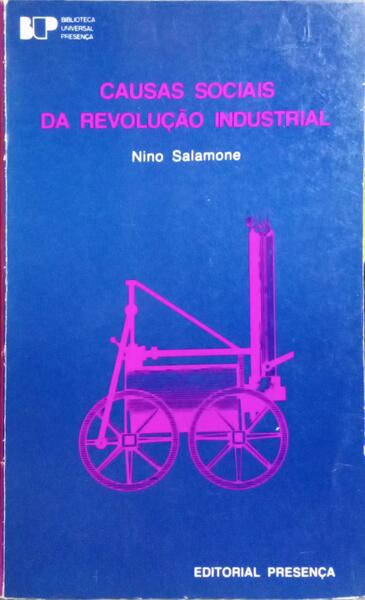 BUP
BIBLIOTECA
UNIVERSAL
PRESENÇA
CAUSAS SOCIAIS
DA REVOLUÇÃO INDUSTRIAL
Nino Salamone
EDITORIAL PRESENÇA